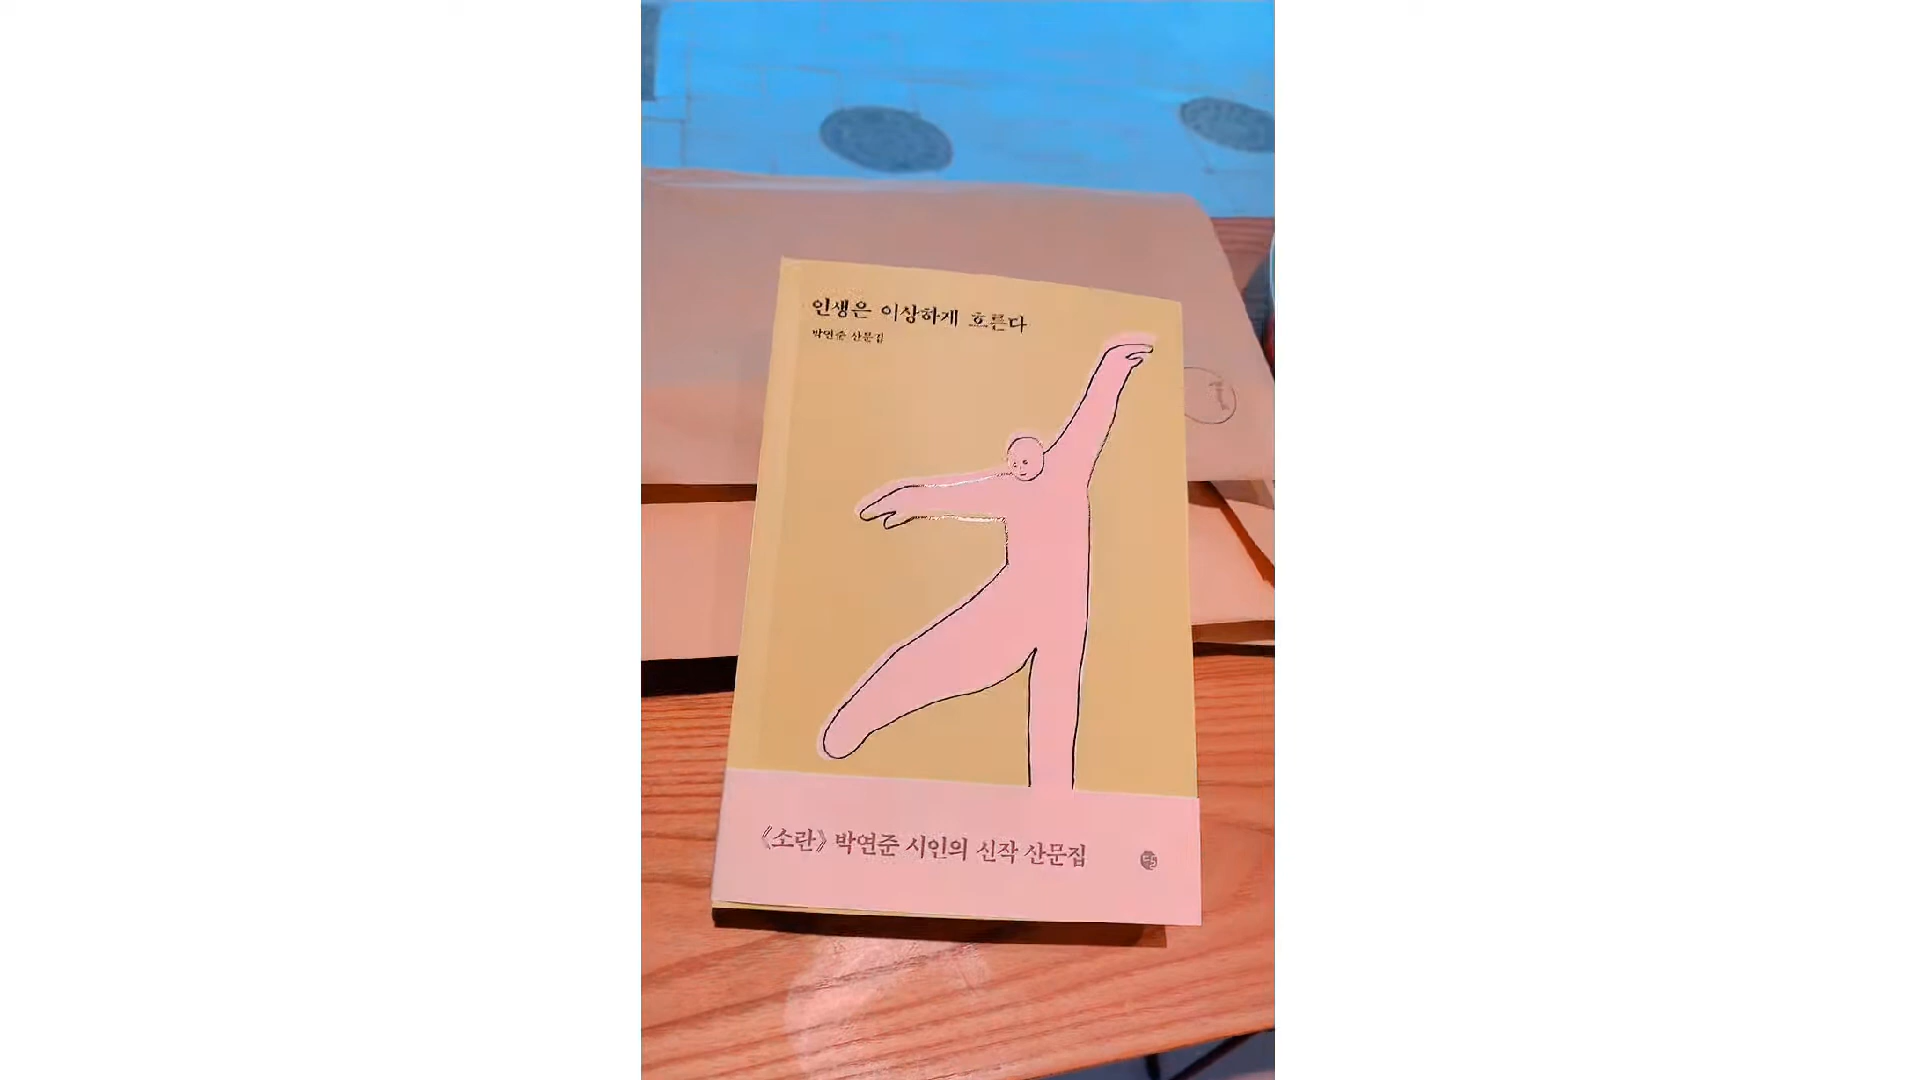 인생은 이상하게 흐른다
박연준 산문집
《소란》 박연준 시인의 신작 산문집